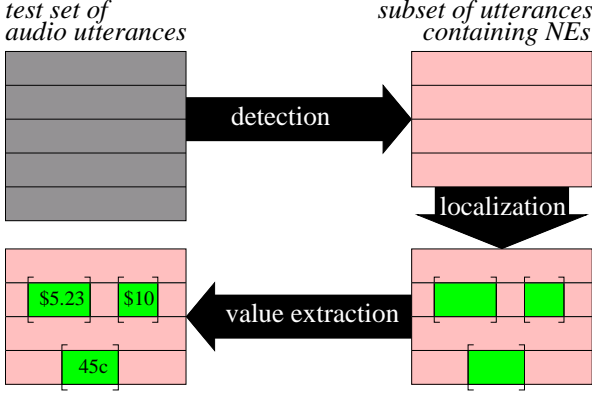 test set of
audio utterances
subset of utterances
containing NEs
detection
localization
value extraction
$5.23
$10
45c